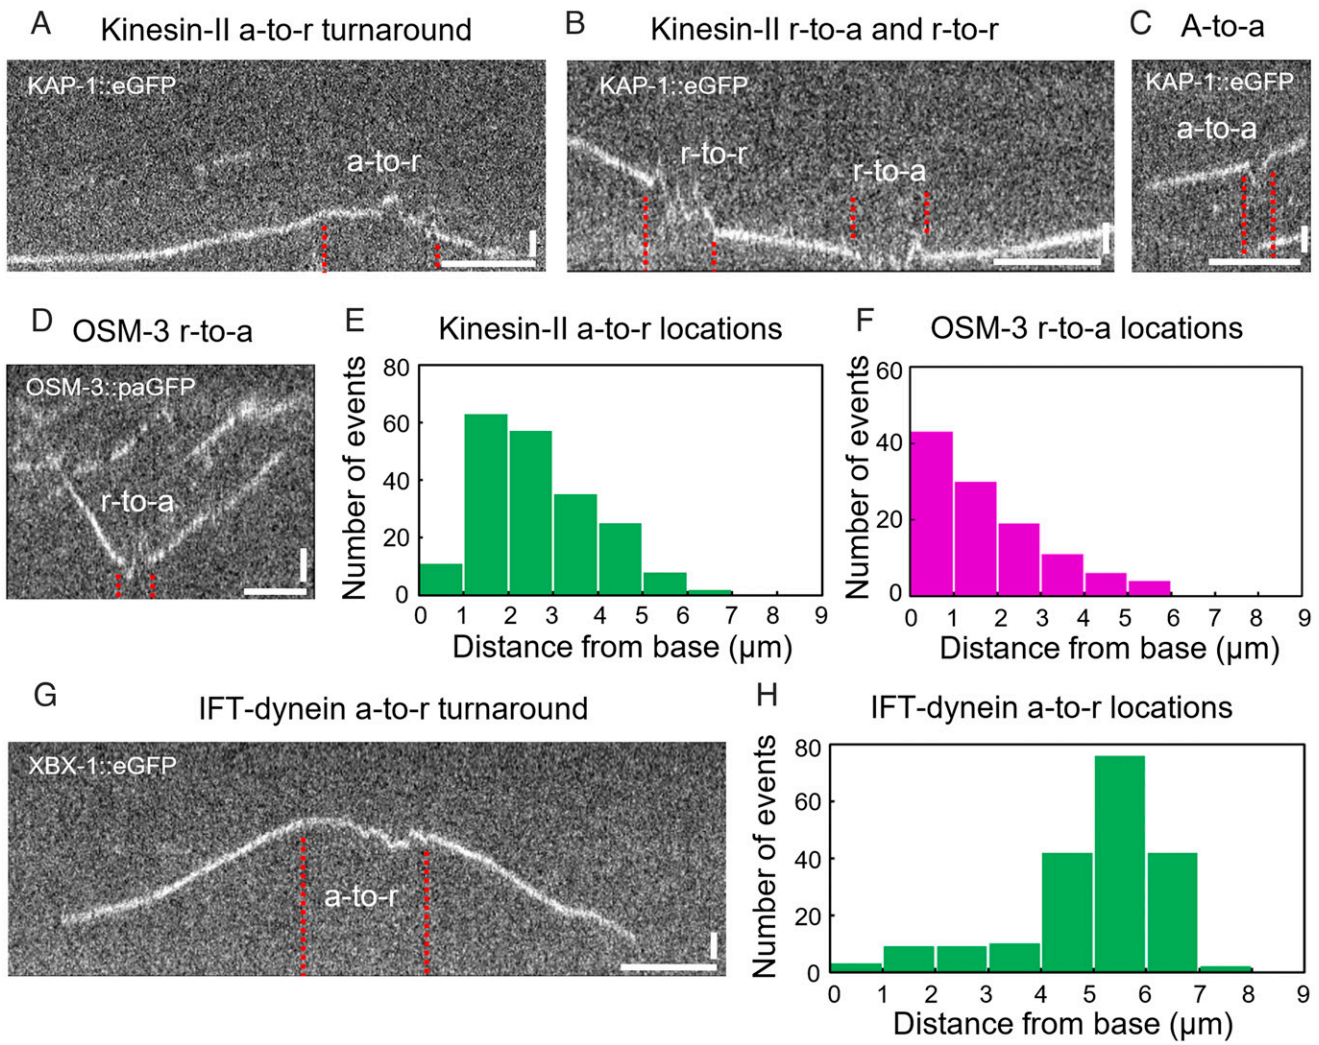 A Kinesin-II a-to-r turnaround
KAP-1::eGFP
a-to-r
B Kinesin-II r-to-a and r-to-r
KAP-1::eGFP
r-to-r
r-to-a
C A-to-a
KAP-1::eGFP
a-to-a
D OSM-3 r-to-a
OSM-3::paGFP
r-to-a
E Kinesin-II a-to-r locations
Number of events
80
60
40
20
0
0 1 2 3 4 5 6 7 8 9
Distance from base (µm)
F OSM-3 r-to-a locations
Number of events
60
40
20
0
0 1 2 3 4 5 6 7 8 9
Distance from base (µm)
G IFT-dynein a-to-r turnaround
XBX-1::eGFP
a-to-r
H IFT-dynein a-to-r locations
Number of events
80
60
40
20
0
0 1 2 3 4 5 6 7 8 9
Distance from base (µm)